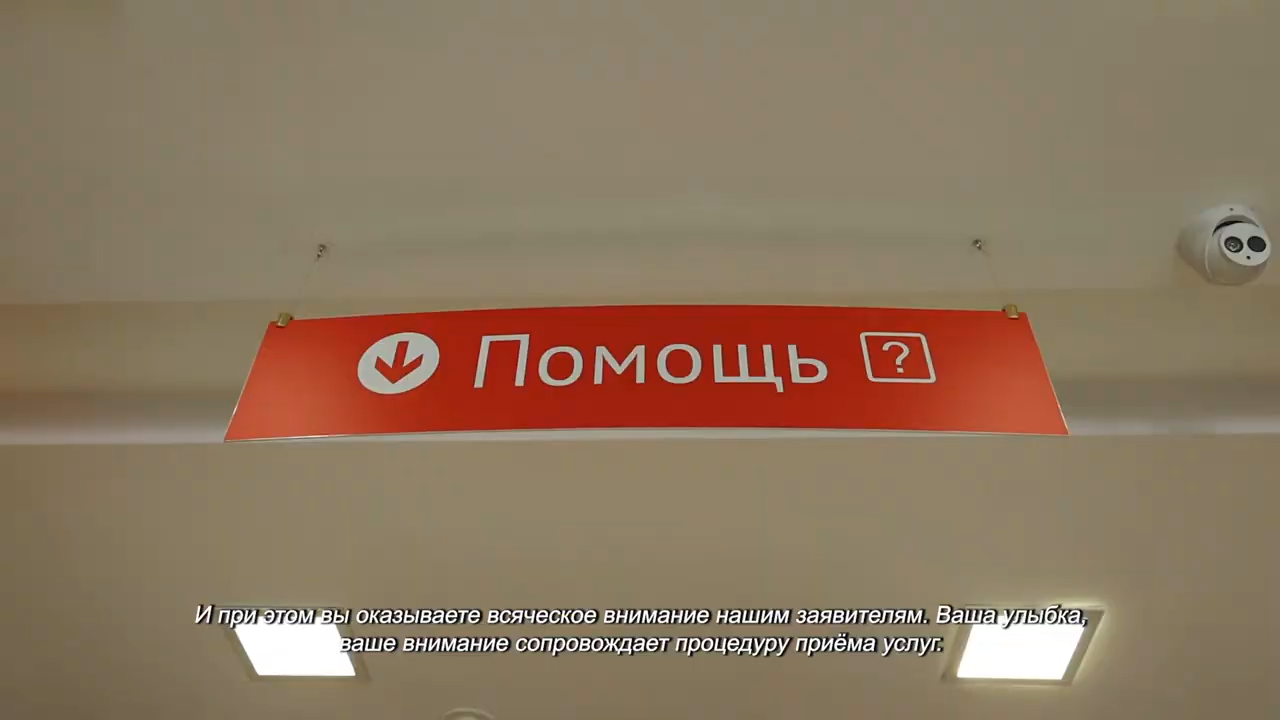 Помощь ?
И при этом вы оказываете всяческое внимание нашим заявителям. Ваша улыбка,
ваше внимание сопровождает процедуру приёма услуг.